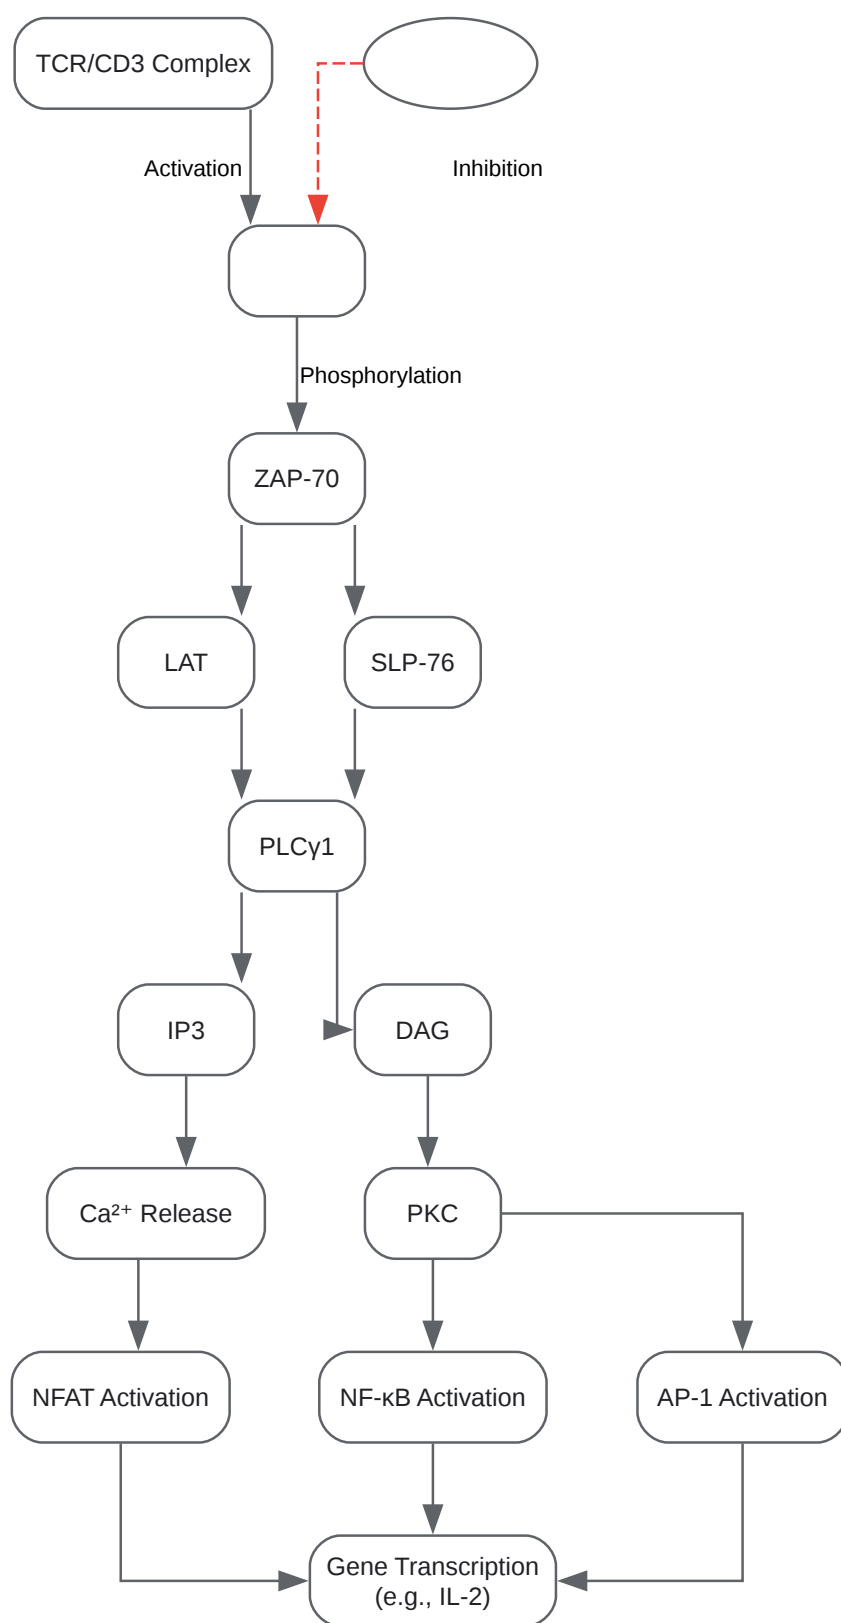 TCR/CD3 Complex
Activation
Inhibition
Phosphorylation
ZAP-70
LAT
SLP-76
PLCγ1
IP3
DAG
Ca²⁺ Release
PKC
NFAT Activation
NF-κB Activation
AP-1 Activation
Gene Transcription
(e.g., IL-2)